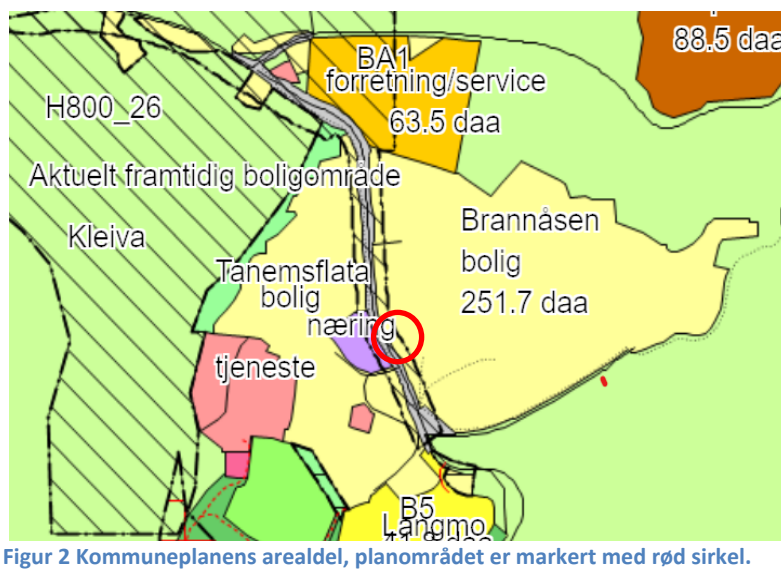 88.5 daa
BA1
forretning/service
63.5 daa
H800_26
Aktuelt framtidig boligområde
Kleiva
Brannåsen
bolig
251.7 daa
Tanemsflata
bolig
næring
tjeneste
B5
Langmo
Figur 2 Kommuneplanens arealdel, planområdet er markert med rød sirkel.